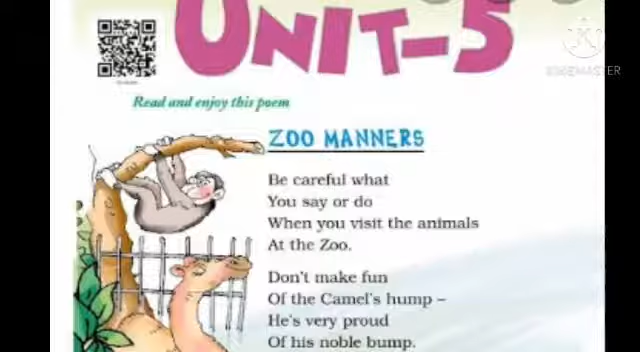 UNIT-5
KINEMASTER
Read and enjoy this poem
ZOO MANNERS
Be careful what
You say or do
When you visit the animals
At the Zoo.
Don't make fun
Of the Camel's hump –
He's very proud
Of his noble bump.